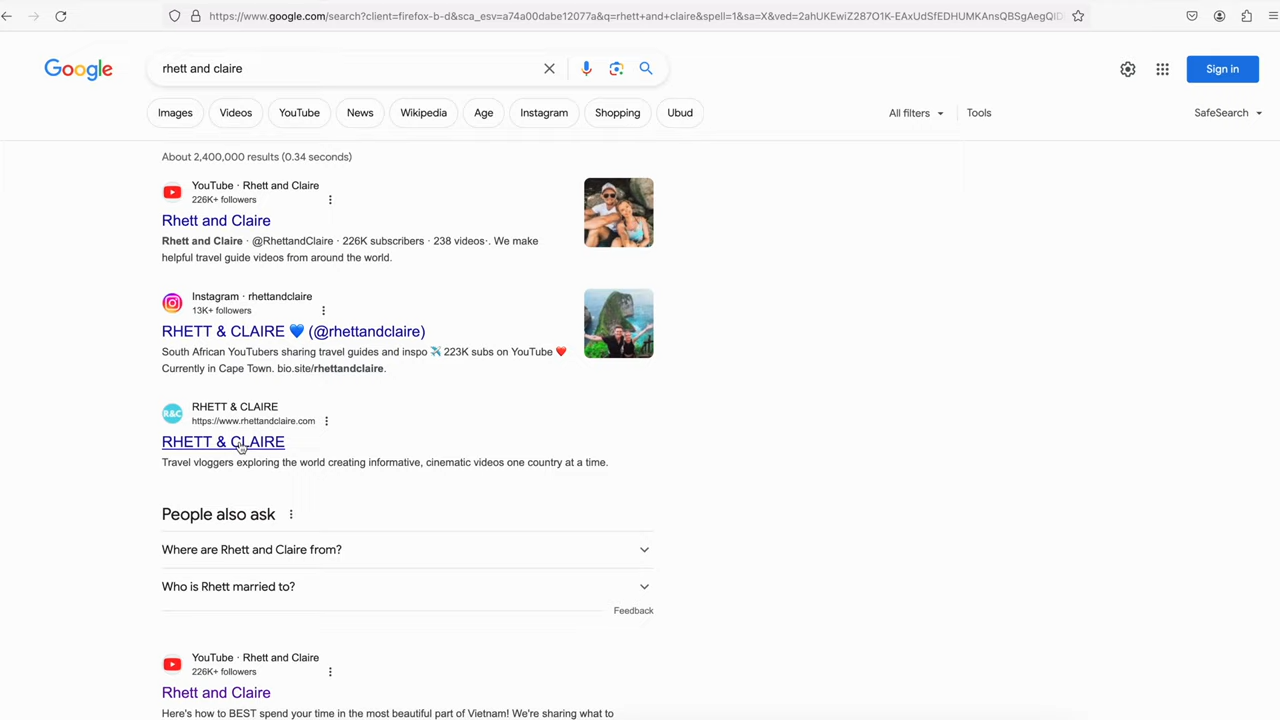 https://www.google.com/search?client=firefox-b-d&sca_esv=a74a00dabe12077a&q=rhett+and+claire&spell=1&sa=X&ved=2ahUKEwiZ287O1K-EAxUdSfEDHUMKAnsQBSgAegQID
Google
rhett and claire
Sign in
Images
Videos
YouTube
News
Wikipedia
Age
Instagram
Shopping
Ubud
All filters
Tools
SafeSearch
About 2,400,000 results (0.34 seconds)
YouTube · Rhett and Claire
226K+ followers
Rhett and Claire
Rhett and Claire · @RhettandClaire · 226K subscribers · 238 videos·. We make
helpful travel guide videos from around the world.
Instagram · rhettandclaire
13K+ followers
RHETT & CLAIRE 💙 (@rhettandclaire)
South African YouTubers sharing travel guides and inspo ✈️ 223K subs on YouTube ❤️
Currently in Cape Town. bio.site/rhettandclaire.
R&C
RHETT & CLAIRE
https://www.rhettandclaire.com
RHETT & CLAIRE
Travel vloggers exploring the world creating informative, cinematic videos one country at a time.
People also ask
Where are Rhett and Claire from?
Who is Rhett married to?
Feedback
YouTube · Rhett and Claire
226K+ followers
Rhett and Claire
Here's how to BEST spend your time in the most beautiful part of Vietnam! We're sharing what to